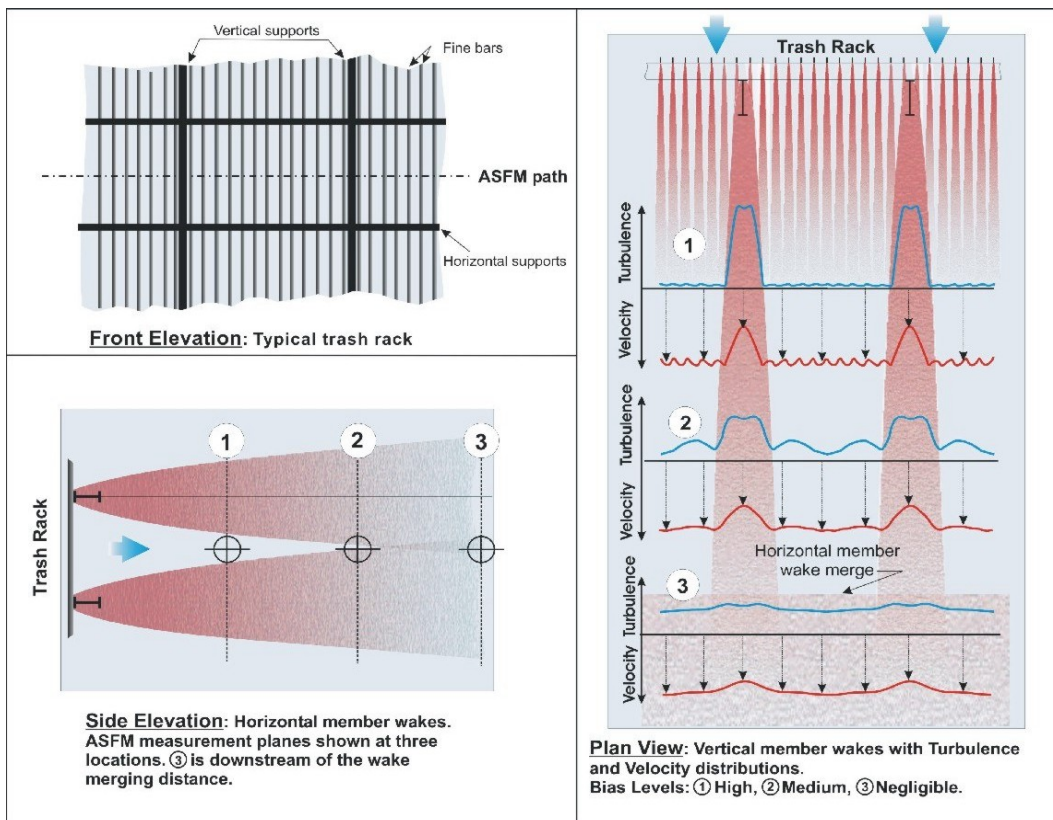 Vertical supports
Fine bars
ASFM path
Horizontal supports
Front Elevation: Typical trash rack
Trash Rack
1
2
3
Side Elevation: Horizontal member wakes.
ASFM measurement planes shown at three
locations. ③ is downstream of the wake
merging distance.
Trash Rack
Turbulence
1
Velocity
Turbulence
2
Velocity
Horizontal member
wake merge
Turbulence
3
Velocity
Plan View: Vertical member wakes with Turbulence
and Velocity distributions.
Bias Levels: ① High, ② Medium, ③ Negligible.